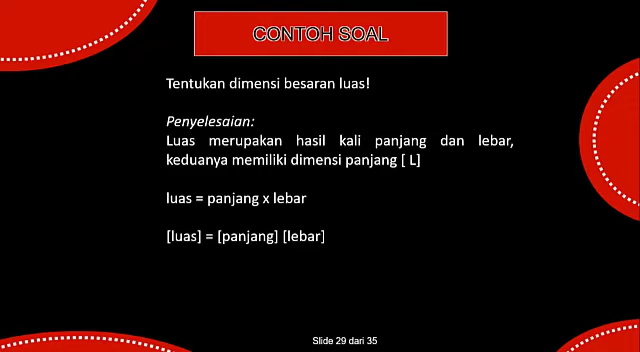 CONTOH SOAL
Tentukan dimensi besaran luas!
Penyelesaian:
Luas merupakan hasil kali panjang dan lebar,
keduanya memiliki dimensi panjang [ L]
luas = panjang x lebar
[luas] = [panjang] [lebar]
Slide 29 dari 35